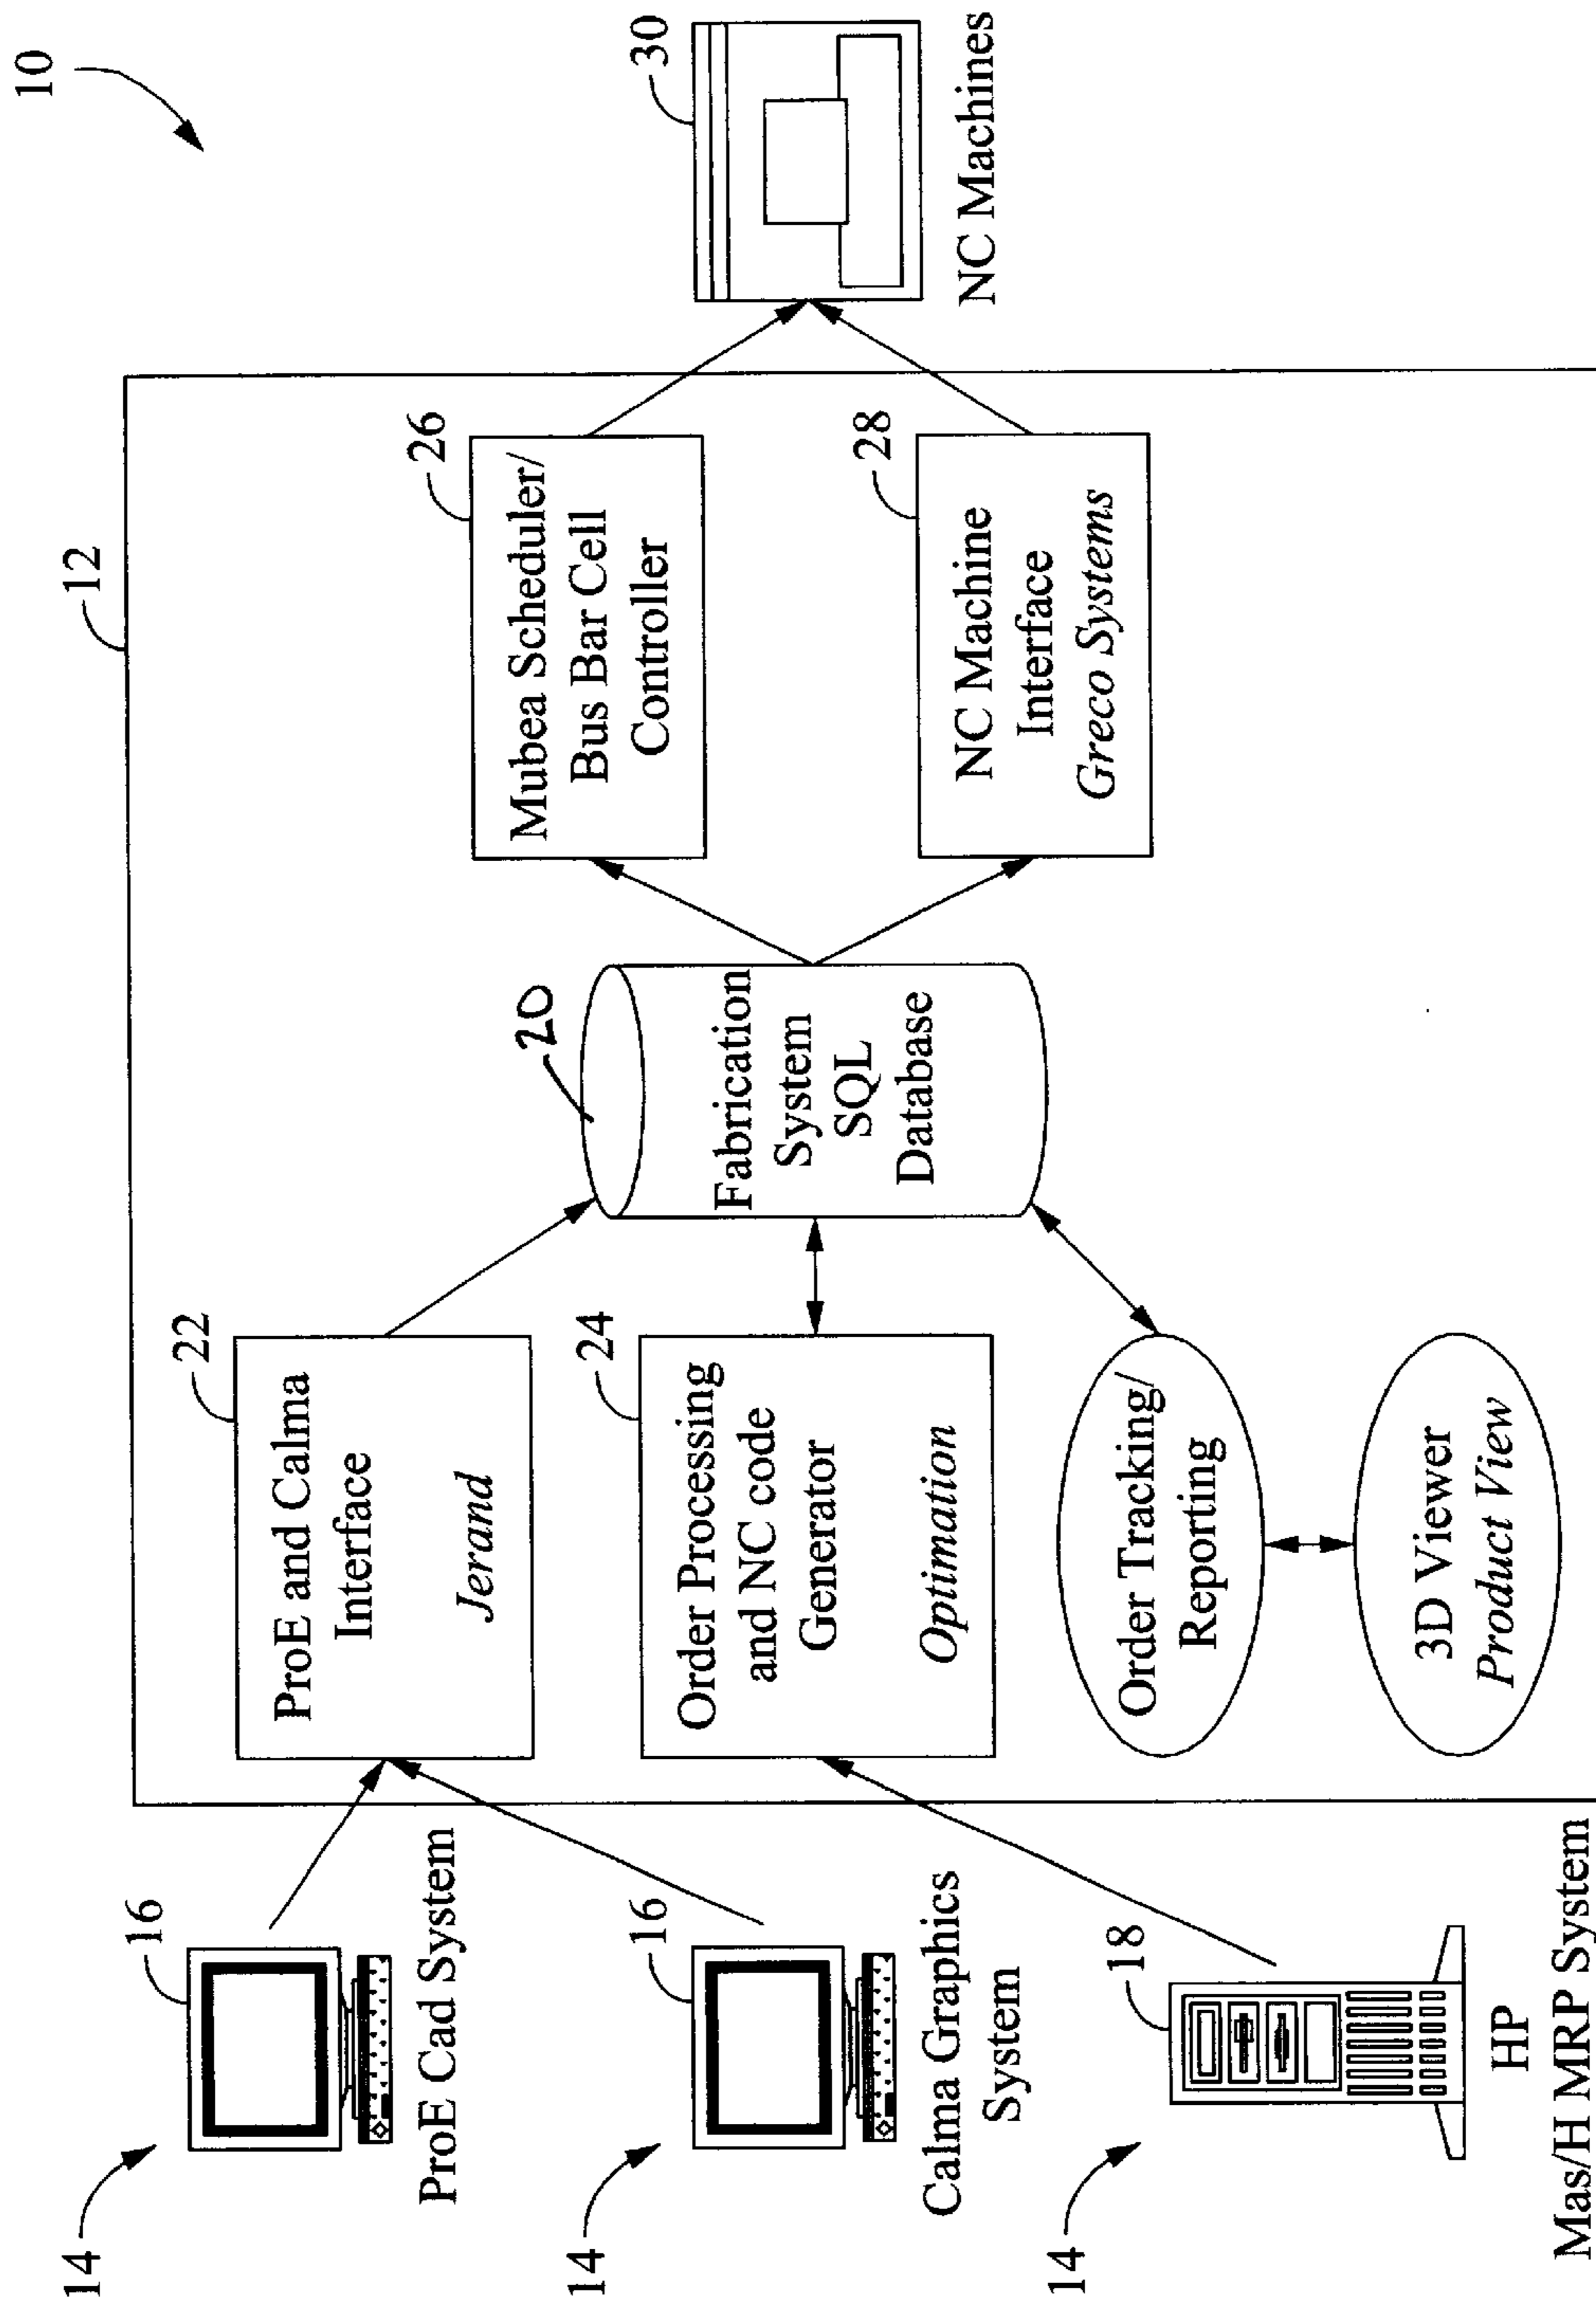 10
12
14
16
ProE Cad System
14
16
Calma Graphics
System
14
18
HP
Mas/H MRP System
22
ProE and Calma
Interface
Jerand
24
Order Processing
and NC code
Generator
Optimation
Order Tracking/
Reporting
3D Viewer
Product View
20
Fabrication
System
SQL
Database
26
Mubea Scheduler/
Bus Bar Cell
Controller
28
NC Machine
Interface
Greco Systems
30
NC Machines